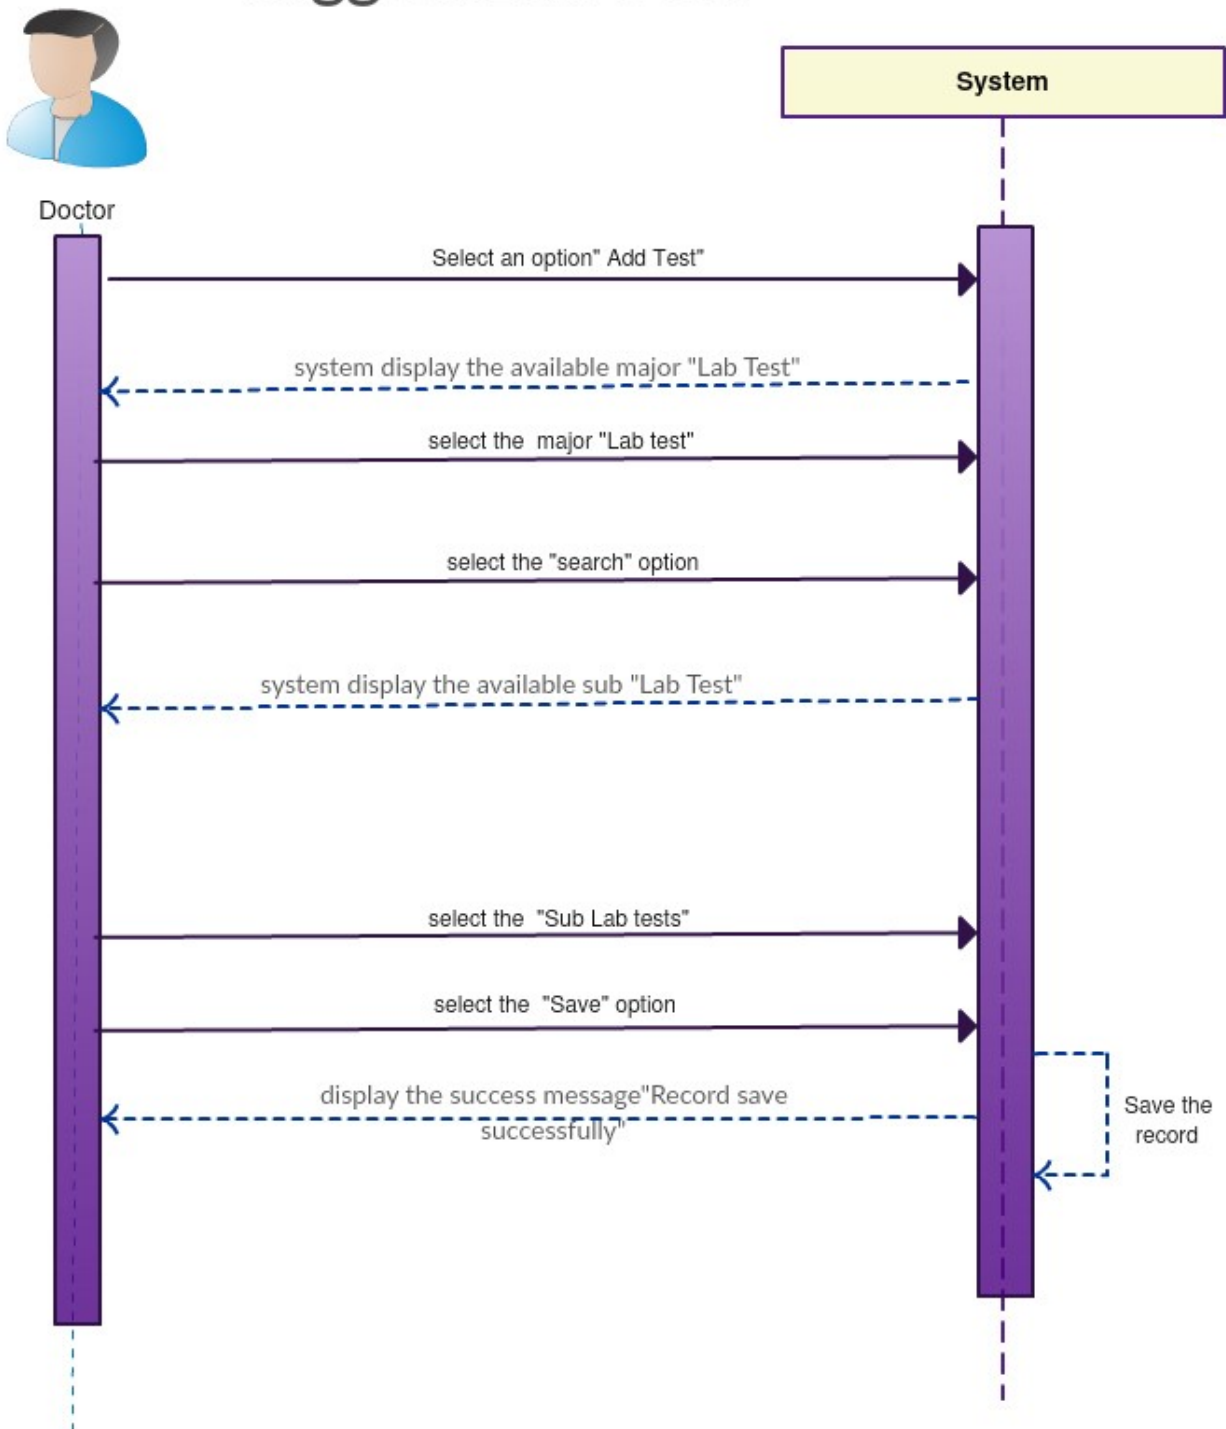 System
Doctor
Select an option" Add Test"
system display the available major "Lab Test"
select the  major "Lab test"
select the "search" option
system display the available sub "Lab Test"
select the  "Sub Lab tests"
select the  "Save" option
display the success message"Record save
successfully"
Save the
record